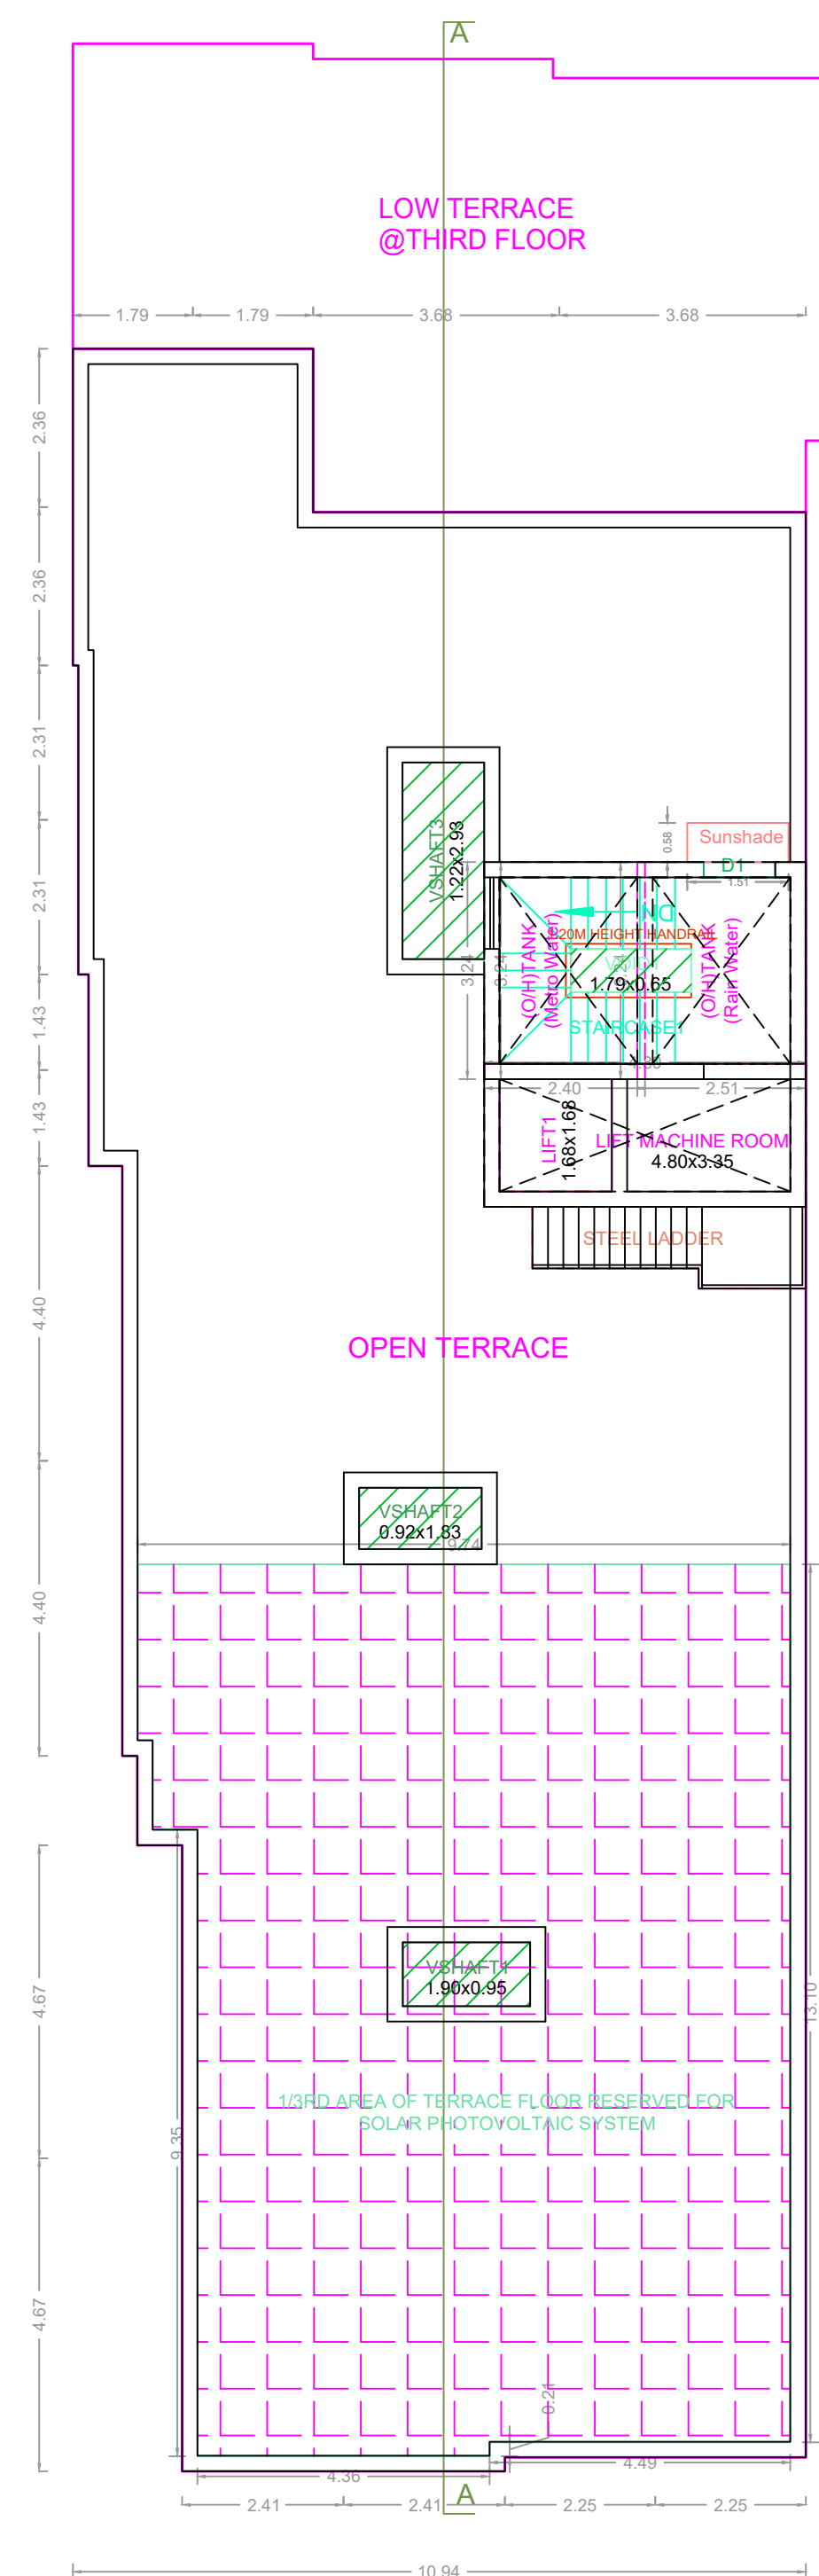 A
LOW TERRACE
@THIRD FLOOR
1.79
1.79
3.68
3.68
2.36
2.36
2.31
2.31
1.43
1.43
4.40
4.40
4.67
4.67
VSHAFT3
1.22x2.93
0.58
Sunshade
D1
1.51
DN
20M HEIGHT HANDRAIL
(O/H)TANK
(Metro Water)
(O/H)TANK
(Rain Water)
3.24
3.24
1.79x0.65
STAIRCASE1
2.40
2.51
LIFT1
1.68x1.68
LIFT MACHINE ROOM
4.80x3.35
STEEL LADDER
OPEN TERRACE
VSHAFT2
0.92x1.83
9.74
VSHAFT1
1.90x0.95
13.10
1/3RD AREA OF TERRACE FLOOR RESERVED FOR
SOLAR PHOTOVOLTAIC SYSTEM
9.35
0.21
4.36
4.49
A
2.41
2.41
2.25
2.25
10.94